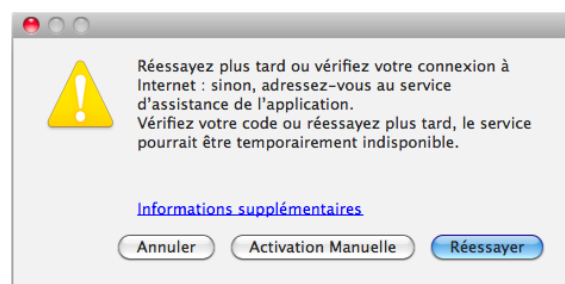 Réessayez plus tard ou vérifiez votre connexion à
Internet : sinon, adressez-vous au service
d'assistance de l'application.
Vérifiez votre code ou réessayez plus tard, le service
pourrait être temporairement indisponible.
Informations supplémentaires
Annuler Activation Manuelle Réessayer